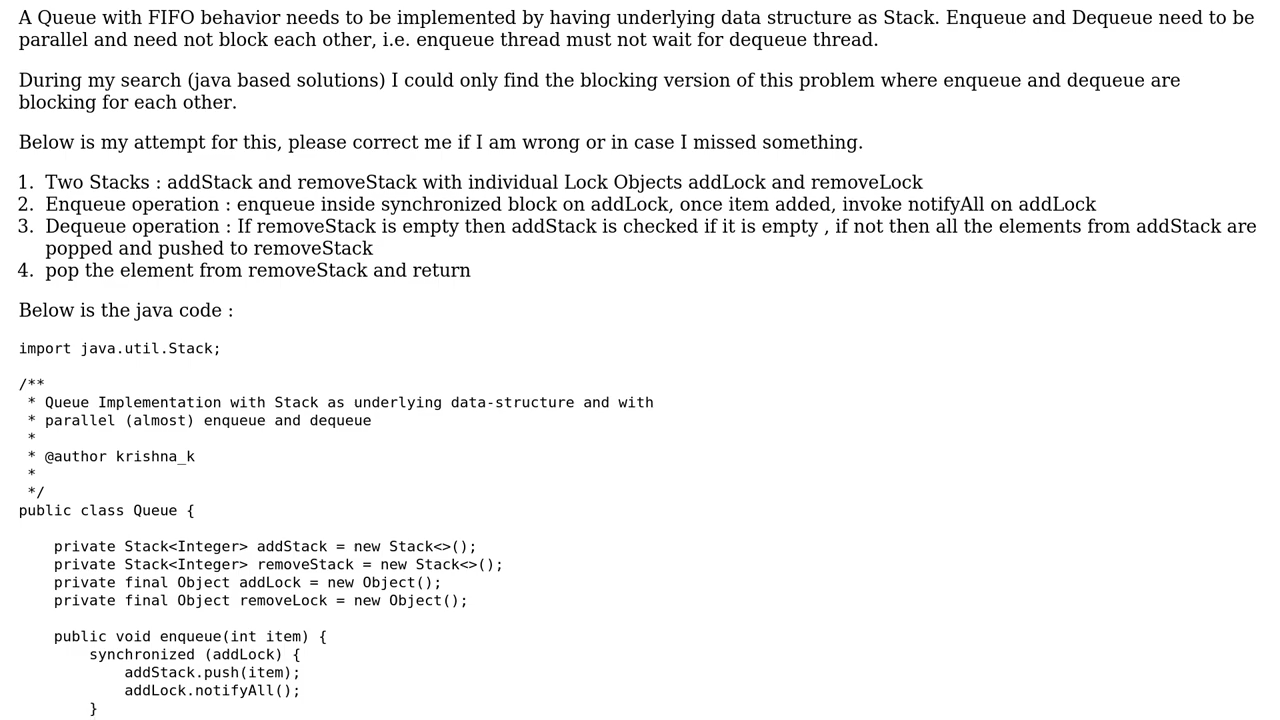 A Queue with FIFO behavior needs to be implemented by having underlying data structure as Stack. Enqueue and Dequeue need to be
parallel and need not block each other, i.e. enqueue thread must not wait for dequeue thread.
During my search (java based solutions) I could only find the blocking version of this problem where enqueue and dequeue are
blocking for each other.
Below is my attempt for this, please correct me if I am wrong or in case I missed something.
1. Two Stacks : addStack and removeStack with individual Lock Objects addLock and removeLock
2. Enqueue operation : enqueue inside synchronized block on addLock, once item added, invoke notifyAll on addLock
3. Dequeue operation : If removeStack is empty then addStack is checked if it is empty , if not then all the elements from addStack are
popped and pushed to removeStack
4. pop the element from removeStack and return
Below is the java code :
import java.util.Stack;
/**
 * Queue Implementation with Stack as underlying data-structure and with
 * parallel (almost) enqueue and dequeue
 *
 * @author krishna_k
 *
 */
public class Queue {
    private Stack<Integer> addStack = new Stack<>();
    private Stack<Integer> removeStack = new Stack<>();
    private final Object addLock = new Object();
    private final Object removeLock = new Object();
    public void enqueue(int item) {
        synchronized (addLock) {
            addStack.push(item);
            addLock.notifyAll();
        }